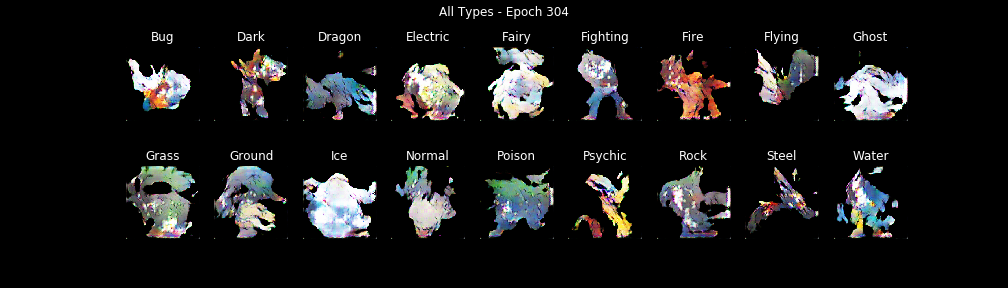 All Types - Epoch 304
Bug Dark Dragon Electric Fairy Fighting Fire Flying Ghost
Grass Ground Ice Normal Poison Psychic Rock Steel Water